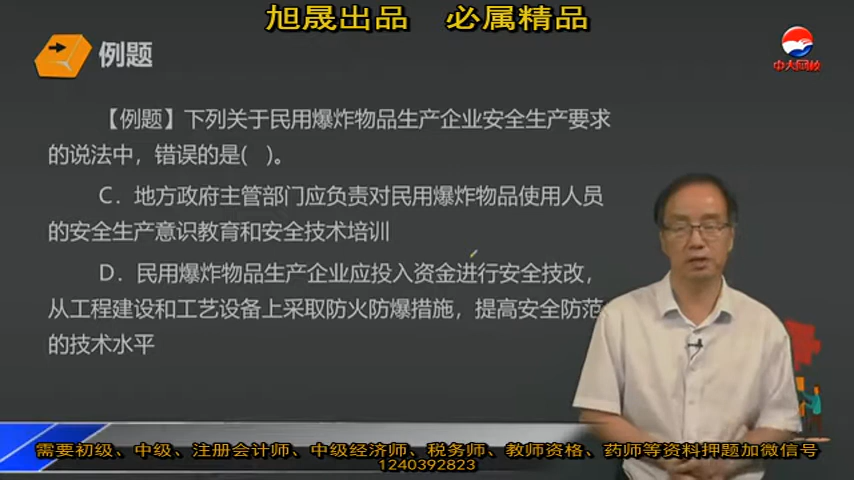 旭晟出品 必属精品
例题
中大网校
【例题】下列关于民用爆炸物品生产企业安全生产要求
的说法中，错误的是( )。
C．地方政府主管部门应负责对民用爆炸物品使用人员
的安全生产意识教育和安全技术培训
D．民用爆炸物品生产企业应投入资金进行安全技改，
从工程建设和工艺设备上采取防火防爆措施，提高安全防范
的技术水平
需要初级、中级、注册会计师、中级经济师、税务师、教师资格、药师等资料押题加微信号
1240392823